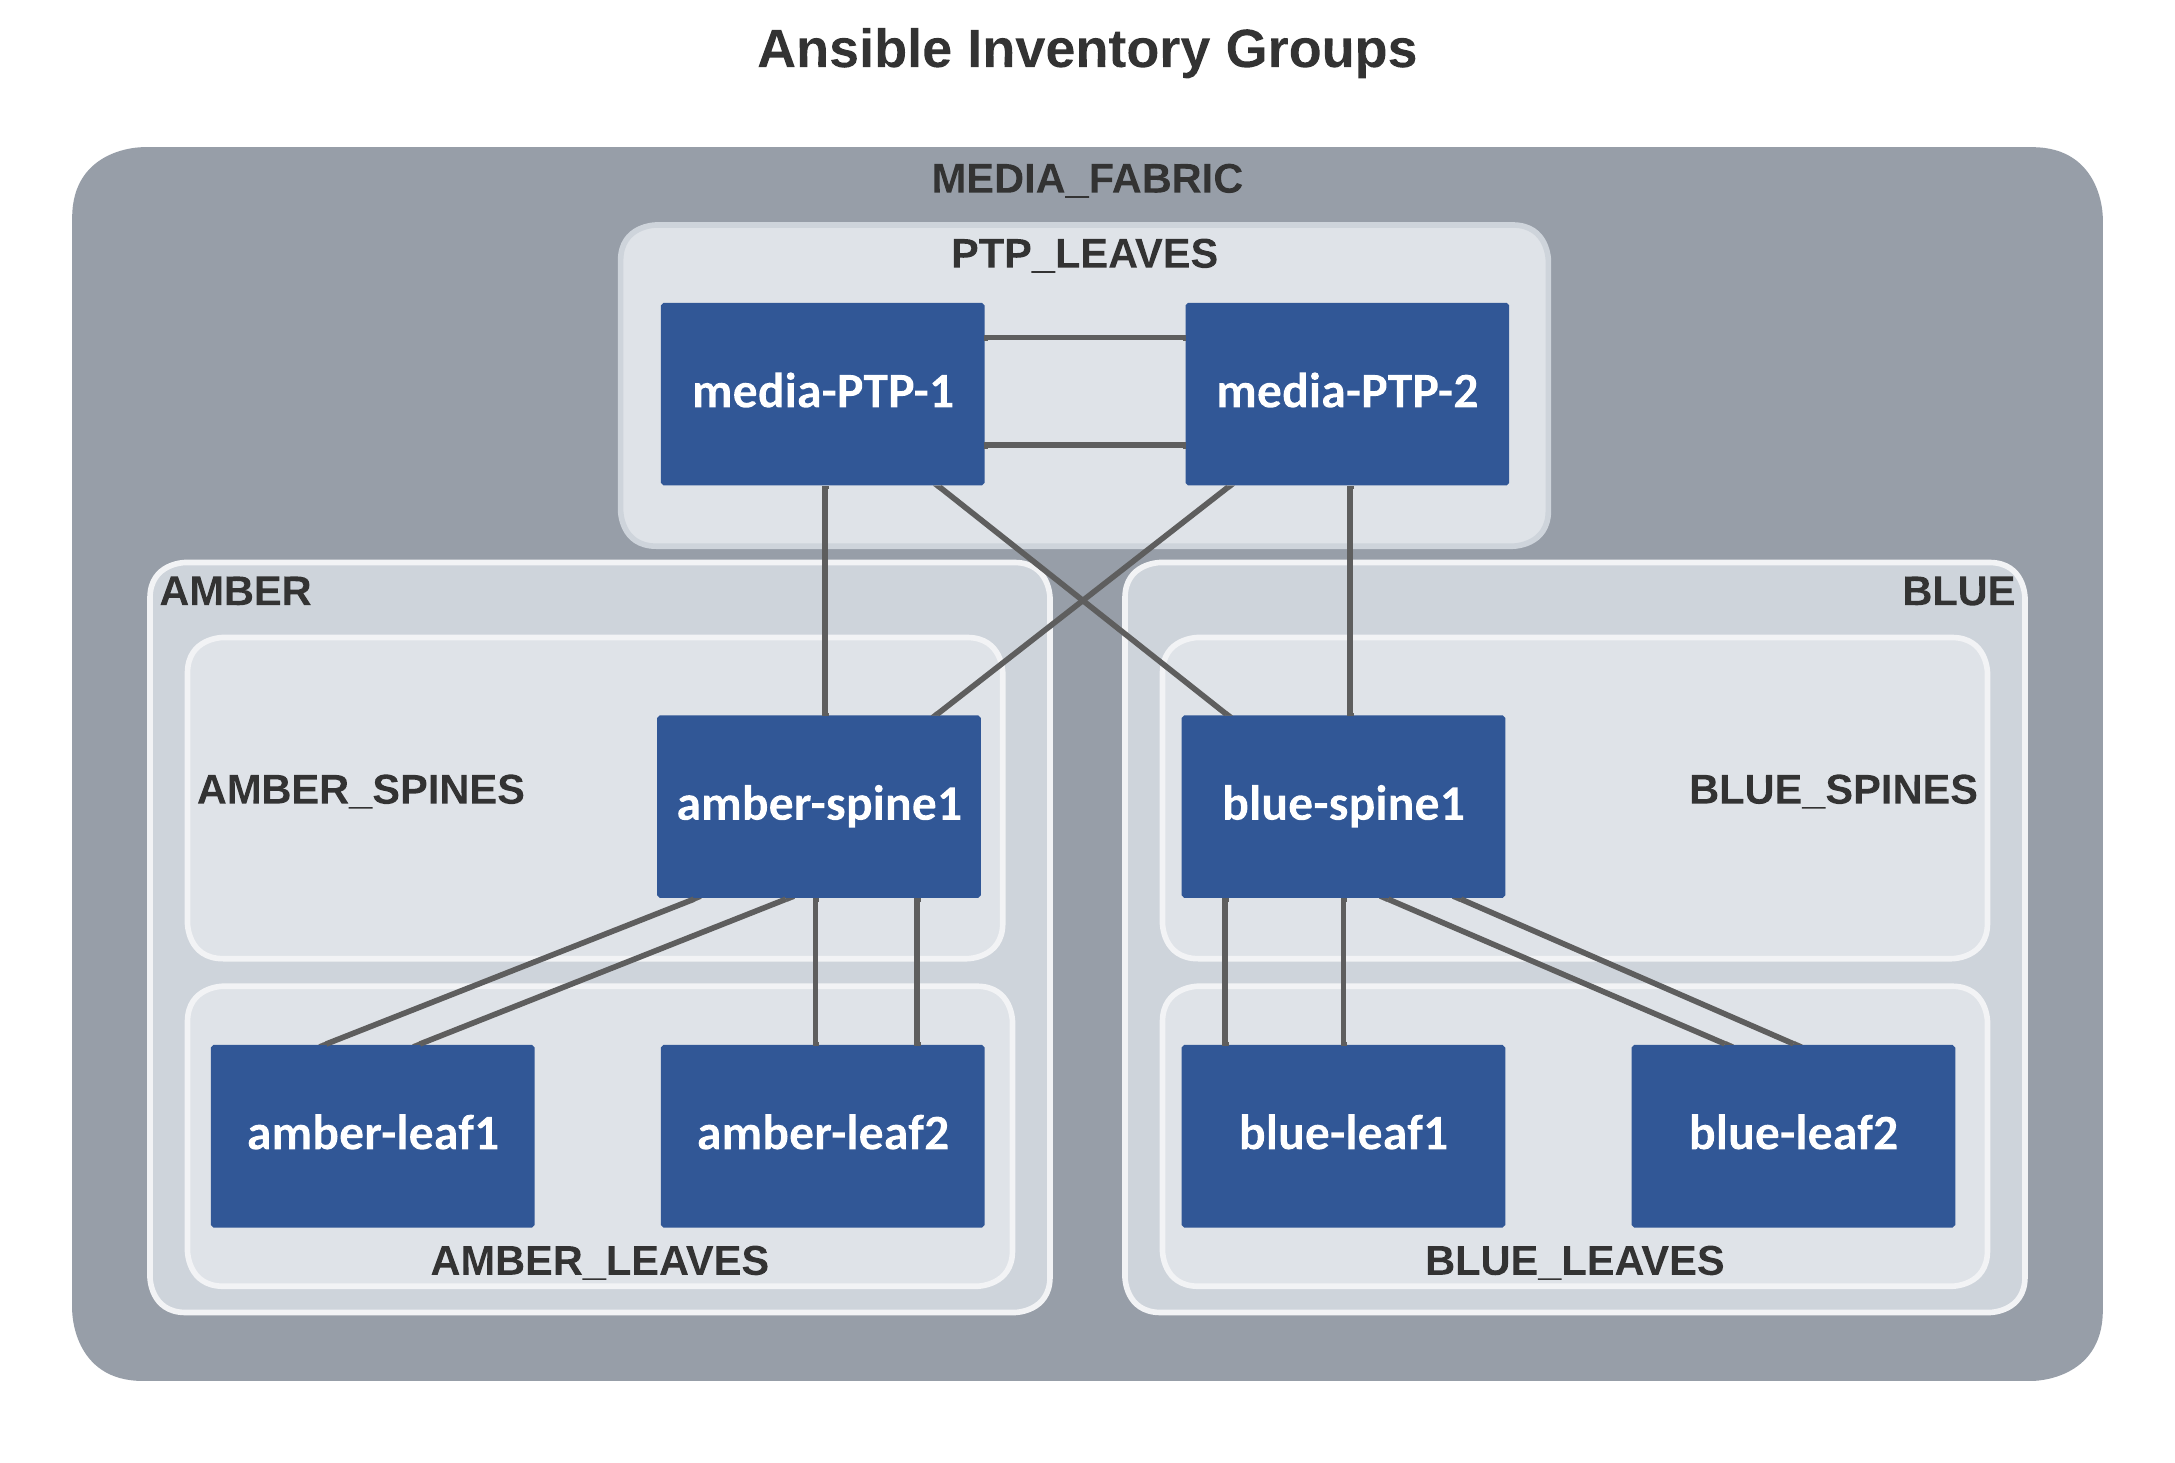 Ansible Inventory Groups
MEDIA_FABRIC
PTP_LEAVES
media-PTP-1
media-PTP-2
AMBER
BLUE
AMBER_SPINES
amber-spine1
blue-spine1
BLUE_SPINES
amber-leaf1
amber-leaf2
blue-leaf1
blue-leaf2
AMBER_LEAVES
BLUE_LEAVES